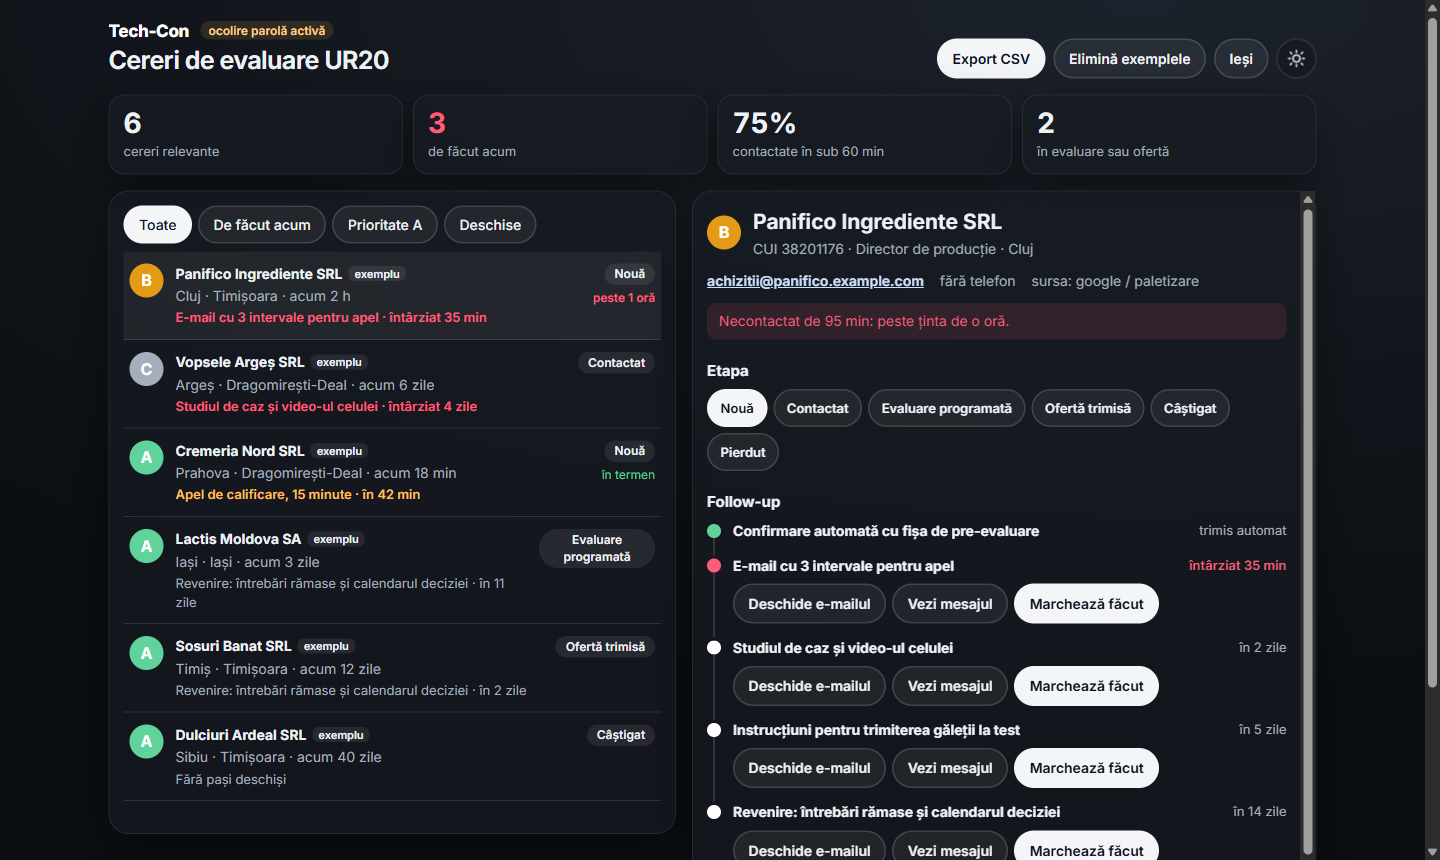 Tech-Con ocolire parolă activă
Cereri de evaluare UR20
Export CSV Elimină exemplele Ieși
6
cereri relevante
3
de făcut acum
75%
contactate în sub 60 min
2
în evaluare sau ofertă
Toate De făcut acum Prioritate A Deschise
B
Panifico Ingrediente SRL exemplu
Nouă
Cluj · Timișoara · acum 2 h
peste 1 oră
E-mail cu 3 intervale pentru apel · întârziat 35 min
C
Vopsele Argeș SRL exemplu
Contactat
Argeș · Dragomirești-Deal · acum 6 zile
Studiul de caz și video-ul celulei · întârziat 4 zile
A
Cremeria Nord SRL exemplu
Nouă
Prahova · Dragomirești-Deal · acum 18 min
în termen
Apel de calificare, 15 minute · în 42 min
A
Lactis Moldova SA exemplu
Evaluare
programată
Iași · Iași · acum 3 zile
Revenire: întrebări rămase și calendarul deciziei · în 11
zile
A
Sosuri Banat SRL exemplu
Ofertă trimisă
Timiș · Timișoara · acum 12 zile
Revenire: întrebări rămase și calendarul deciziei · în 2 zile
A
Dulciuri Ardeal SRL exemplu
Câștigat
Sibiu · Timișoara · acum 40 zile
Fără pași deschiși
B
Panifico Ingrediente SRL
CUI 38201176 · Director de producție · Cluj
achizitii@panifico.example.com fără telefon sursa: google / paletizare
Necontactat de 95 min: peste ținta de o oră.
Etapa
Nouă Contactat Evaluare programată Ofertă trimisă Câștigat
Pierdut
Follow-up
Confirmare automată cu fișa de pre-evaluare trimis automat
E-mail cu 3 intervale pentru apel întârziat 35 min
Deschide e-mailul Vezi mesajul Marchează făcut
Studiul de caz și video-ul celulei în 2 zile
Deschide e-mailul Vezi mesajul Marchează făcut
Instrucțiuni pentru trimiterea găleții la test în 5 zile
Deschide e-mailul Vezi mesajul Marchează făcut
Revenire: întrebări rămase și calendarul deciziei în 14 zile
Deschide e-mailul Vezi mesajul Marchează făcut